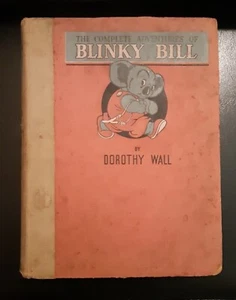 THE COMPLETE ADVENTURES OF
BLINKY BILL
BY
DOROTHY WALL